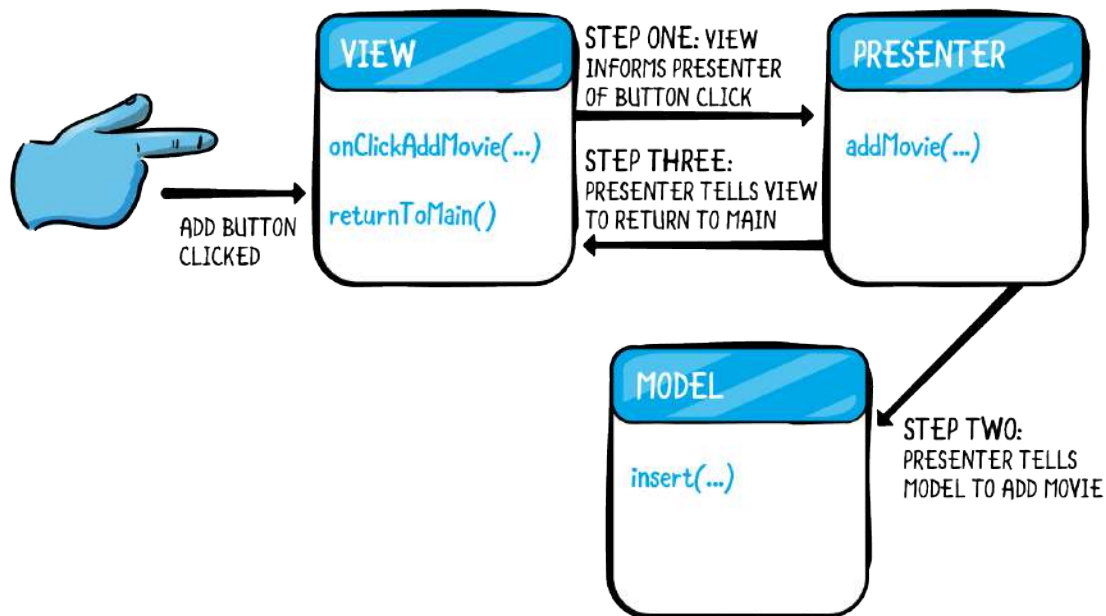 VIEW
onClickAddMovie(...)
returnToMain()
ADD BUTTON
CLICKED
STEP ONE: VIEW
INFORMS PRESENTER
OF BUTTON CLICK
STEP THREE:
PRESENTER TELLS VIEW
TO RETURN TO MAIN
PRESENTER
addMovie(...)
MODEL
insert(...)
STEP TWO:
PRESENTER TELLS
MODEL TO ADD MOVIE